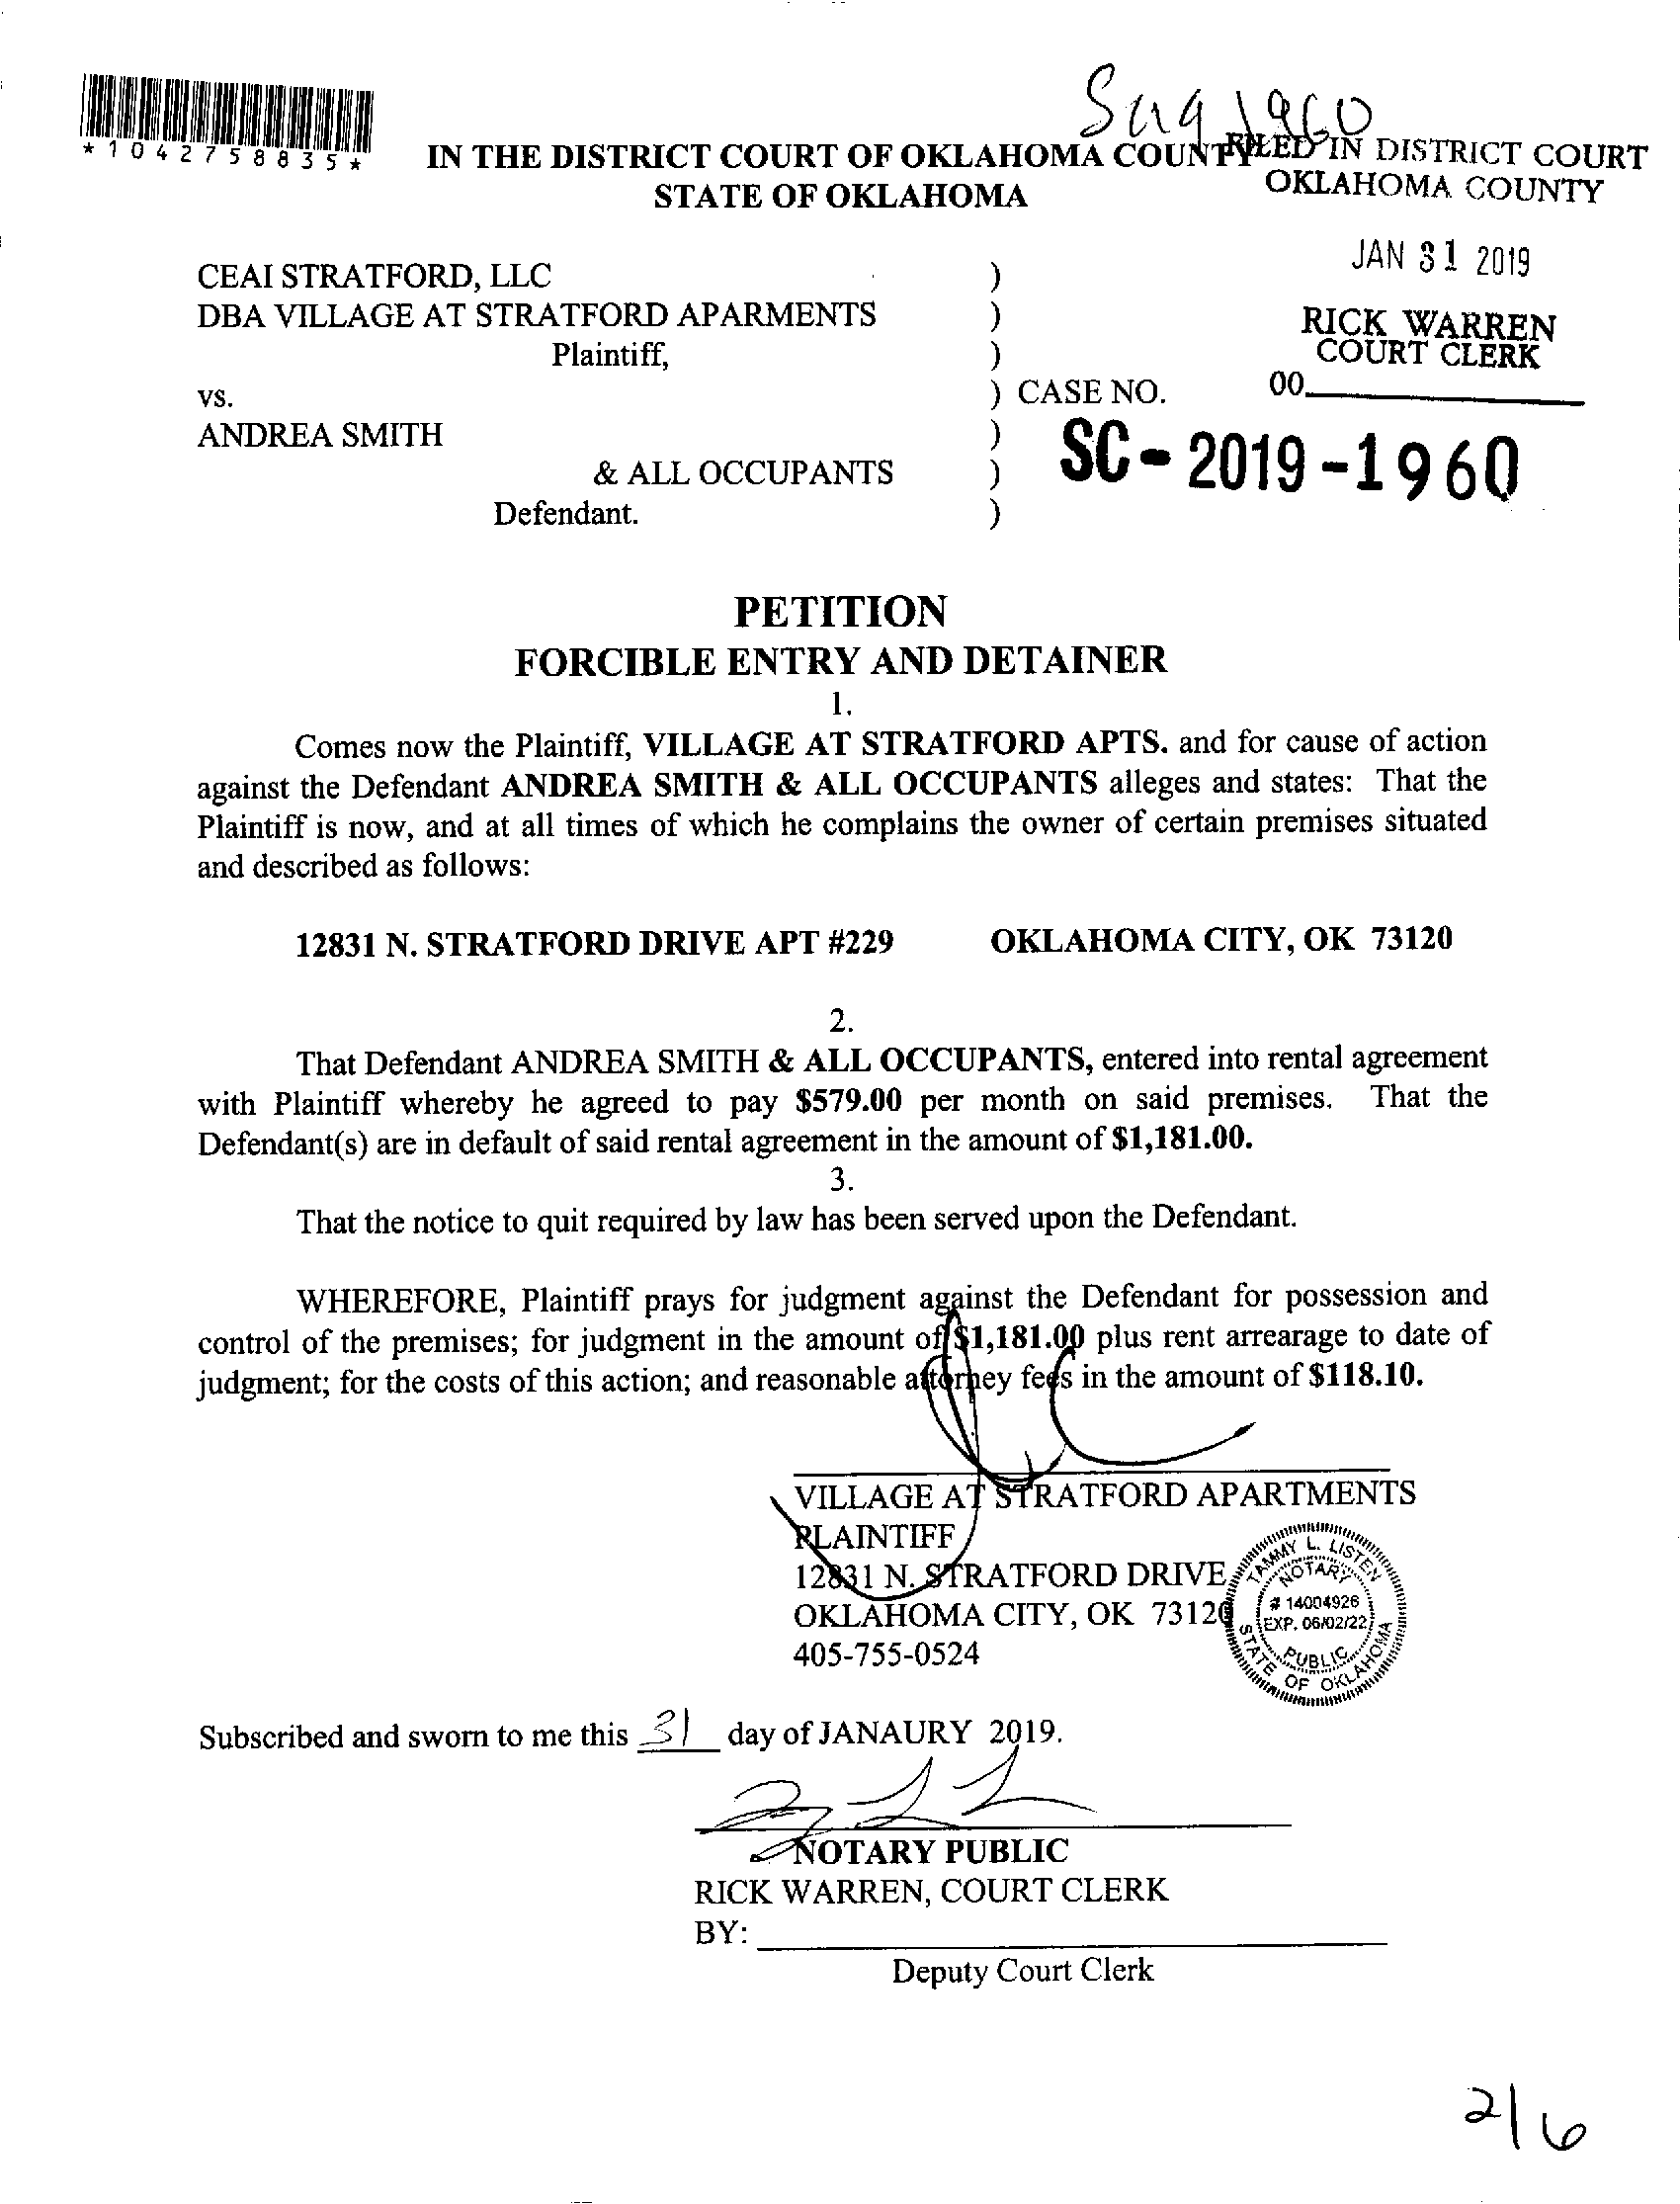 *1042758835*
IN THE DISTRICT COURT OF OKLAHOMA COUNTY
STATE OF OKLAHOMA
FILED IN DISTRICT COURT
OKLAHOMA COUNTY
JAN 31 2019
RICK WARREN
COURT CLERK
00
CEAI STRATFORD, LLC )
DBA VILLAGE AT STRATFORD APARMENTS )
Plaintiff, )
vs. ) CASE NO.
ANDREA SMITH )
& ALL OCCUPANTS )
Defendant. )
SC-2019-1960
PETITION
FORCIBLE ENTRY AND DETAINER
1.
Comes now the Plaintiff, VILLAGE AT STRATFORD APTS. and for cause of action
against the Defendant ANDREA SMITH & ALL OCCUPANTS alleges and states: That the
Plaintiff is now, and at all times of which he complains the owner of certain premises situated
and described as follows:
12831 N. STRATFORD DRIVE APT #229 OKLAHOMA CITY, OK 73120
2.
That Defendant ANDREA SMITH & ALL OCCUPANTS, entered into rental agreement
with Plaintiff whereby he agreed to pay $579.00 per month on said premises. That the
Defendant(s) are in default of said rental agreement in the amount of $1,181.00.
3.
That the notice to quit required by law has been served upon the Defendant.
WHEREFORE, Plaintiff prays for judgment against the Defendant for possession and
control of the premises; for judgment in the amount of $1,181.00 plus rent arrearage to date of
judgment; for the costs of this action; and reasonable attorney fees in the amount of $118.10.
VILLAGE AT STRATFORD APARTMENTS
PLAINTIFF
12831 N. STRATFORD DRIVE
OKLAHOMA CITY, OK 73120
405-755-0524
TAMMY L. LISTEN
NOTARY
# 14004926
EXP. 06/02/22
PUBLIC
STATE OF OKLAHOMA
Subscribed and sworn to me this 31 day of JANAURY 2019.
NOTARY PUBLIC
RICK WARREN, COURT CLERK
BY:
Deputy Court Clerk
2/6